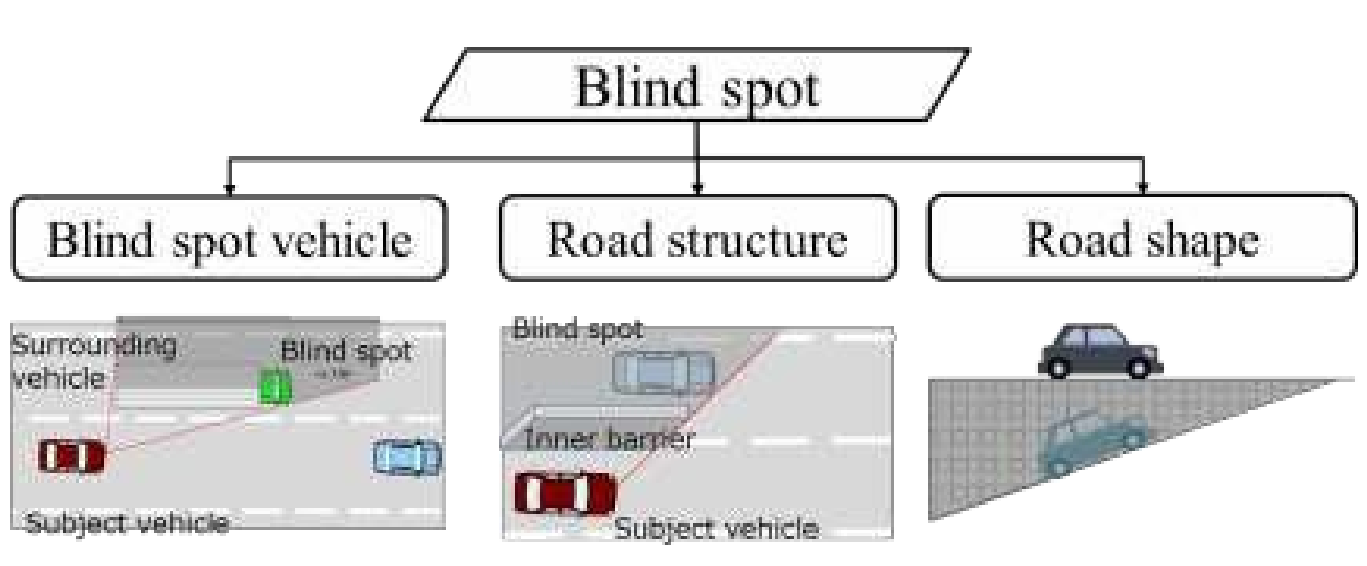 Blind spot
Blind spot vehicle
Road structure
Road shape
Surrounding
vehicle
Blind spot
Subject vehicle
Blind spot
Inner barrier
Subject vehicle